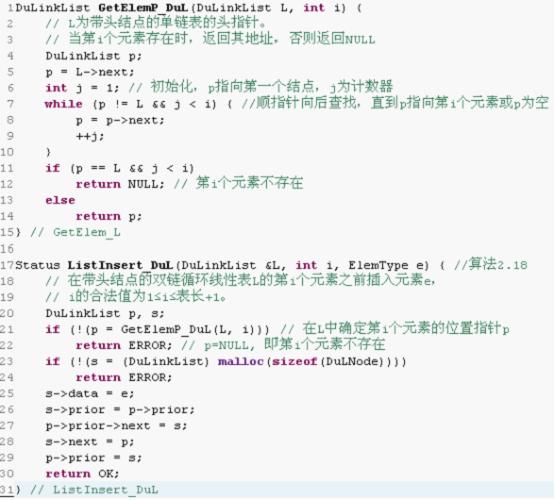 1DuLinkList GetElemP_DuL(DuLinkList L, int i) {
2 // L为带头结点的单链表的头指针。
3 // 当第i个元素存在时,返回其地址,否则返回NULL
4 DuLinkList p;
5 p = L->next;
6 int j = 1; // 初始化,p指向第一个结点,j为计数器
7 while (p != L && j < i) { //顺指针向后查找,直到p指向第i个元素或p为空
8 p = p->next;
9 ++j;
10 }
11 if (p == L && j < i)
12 return NULL; // 第i个元素不存在
13 else
14 return p;
15} // GetElem_L
16
17Status ListInsert_DuL(DuLinkList &L, int i, ElemType e) { //算法2.18
18 // 在带头结点的双链循环线性表L的第i个元素之前插入元素e,
19 // i的合法值为1≤i≤表长+1。
20 DuLinkList p, s;
21 if (!(p = GetElemP_DuL(L, i))) // 在L中确定第i个元素的位置指针p
22 return ERROR; // p=NULL, 即第i个元素不存在
23 if (!(s = (DuLinkList) malloc(sizeof(DuLNode))))
24 return ERROR;
25 s->data = e;
26 s->prior = p->prior;
27 p->prior->next = s;
28 s->next = p;
29 p->prior = s;
30 return OK;
31} // ListInsert_DuL